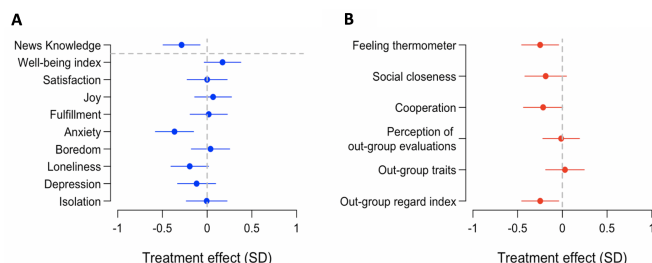 A
News Knowledge
Well-being index
Satisfaction
Joy
Fulfillment
Anxiety
Boredom
Loneliness
Depression
Isolation
-1 -0.5 0 0.5 1
Treatment effect (SD)
B
Feeling thermometer
Social closeness
Cooperation
Perception of
out-group evaluations
Out-group traits
Out-group regard index
-1 -0.5 0 0.5 1
Treatment effect (SD)